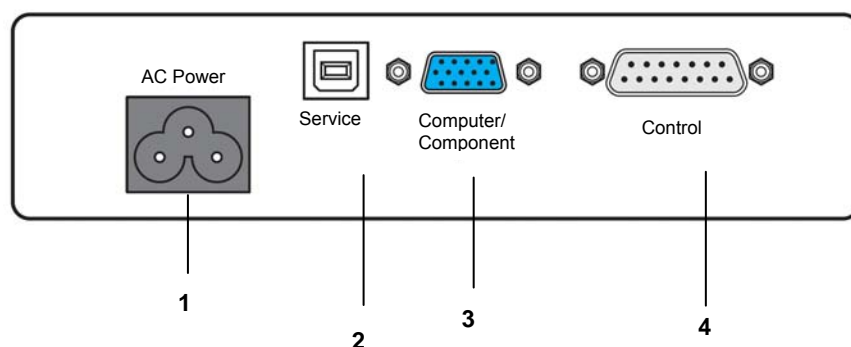 AC Power
Service
Computer/
Component
Control
1
2
3
4